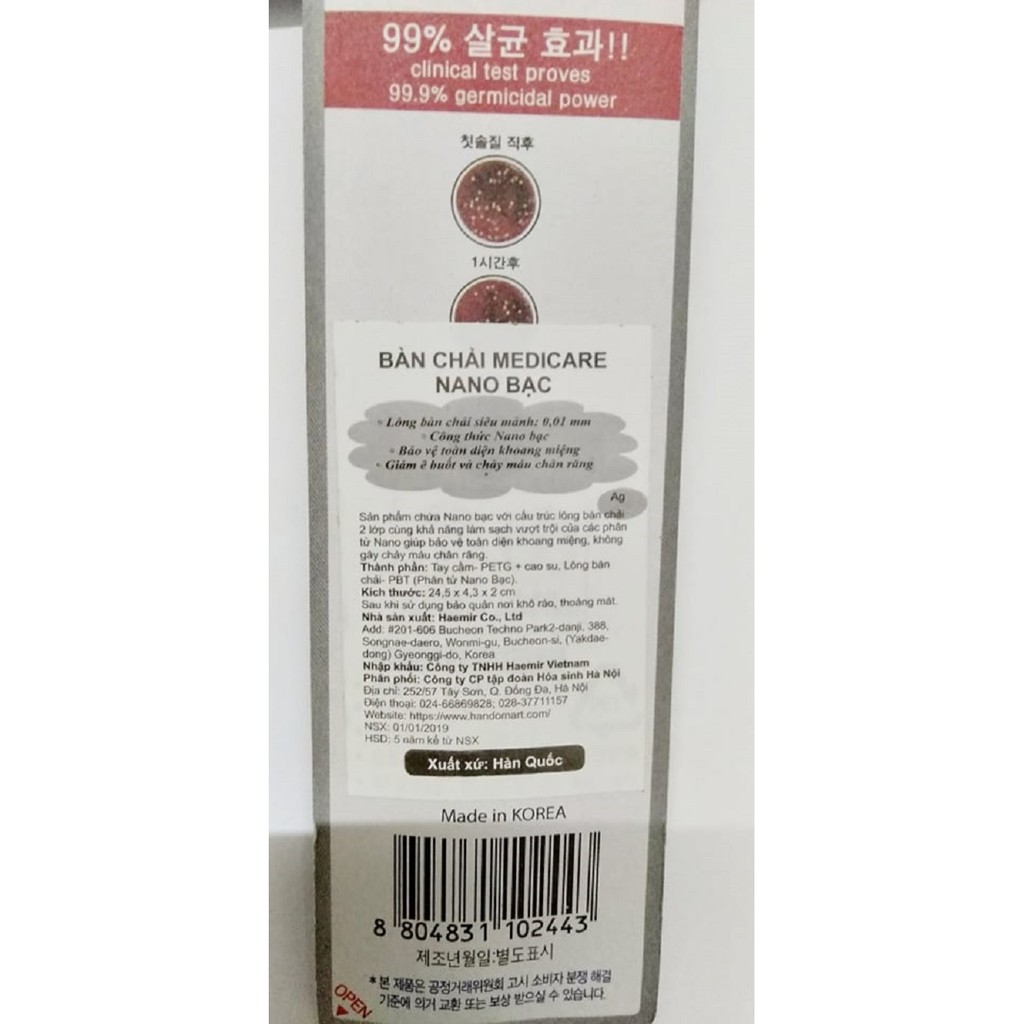 99% 살균 효과!!
clinical test proves
99.9% germicidal power
칫솔질 직후
1시간후
BÀN CHẢI MEDICARE
NANO BẠC
Lông bàn chải siêu mảnh: 0,01 mm
Công thức Nano bạc
Bảo vệ toàn diện khoang miệng
Giảm ê buốt và chảy máu chân răng
Ag
Sản phẩm chứa Nano bạc với cấu trúc lông bàn chải
2 lớp cùng khả năng làm sạch vượt trội của các phân
tử Nano giúp bảo vệ toàn diện khoang miệng, không
gây chảy máu chân răng.
Thành phần: Tay cầm- PETG + cao su, Lông bàn
chải- PBT (Phân tử Nano Bạc).
Kích thước: 24,5 x 4,3 x 2 cm
Sau khi sử dụng bảo quản nơi khô ráo, thoáng mát.
Nhà sản xuất: Haemir Co., Ltd
Add: #201-606 Bucheon Techno Park2-danji, 388,
Songnae-daero, Wonmi-gu, Bucheon-si, (Yakdae-
dong) Gyeonggi-do, Korea
Nhập khẩu: Công ty TNHH Haemir Vietnam
Phân phối: Công ty CP tập đoàn Hóa sinh Hà Nội
Địa chỉ: 252/57 Tây Sơn, Q. Đống Đa, Hà Nội
Điện thoại: 024-66869828; 028-37711157
Website: https://www.handomart.com/
NSX: 01/01/2019
HSD: 5 năm kể từ NSX
Xuất xứ: Hàn Quốc
Made in KOREA
8 804831 102443
제조년월일:별도표시
*본 제품은 공정거래위원회 고시 소비자 분쟁 해결
기준에 의거 교환 또는 보상 받으실 수 있습니다.
OPEN